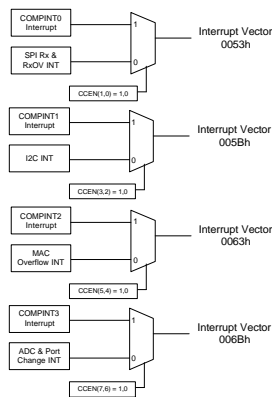 COMPINT0
Interrupt
1
Interrupt Vector
0053h
SPI Rx &
RxOV INT
0
CCEN(1,0) = 1,0
COMPINT1
Interrupt
1
Interrupt Vector
005Bh
I2C INT
0
CCEN(3,2) = 1,0
COMPINT2
Interrupt
1
Interrupt Vector
0063h
MAC
Overflow INT
0
CCEN(5,4) = 1,0
COMPINT3
Interrupt
1
Interrupt Vector
006Bh
ADC & Port
Change INT
0
CCEN(7,6) = 1,0